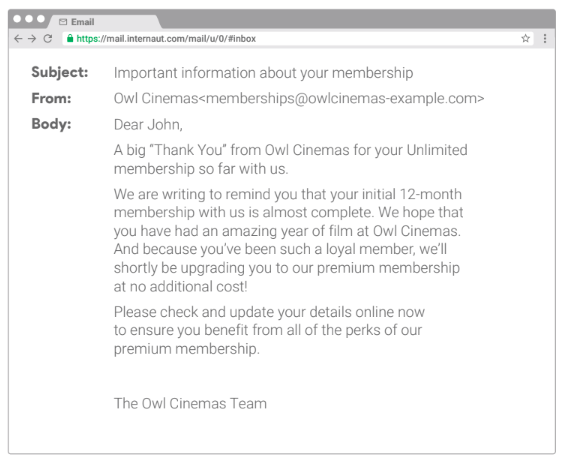 Email
https://mail.internaut.com/mail/u/0/#inbox
Subject: Important information about your membership
From: Owl Cinemas<memberships@owlcinemas-example.com>
Body: Dear John,
A big “Thank You” from Owl Cinemas for your Unlimited
membership so far with us.
We are writing to remind you that your initial 12-month
membership with us is almost complete. We hope that
you have had an amazing year of film at Owl Cinemas.
And because you’ve been such a loyal member, we’ll
shortly be upgrading you to our premium membership
at no additional cost!
Please check and update your details online now
to ensure you benefit from all of the perks of our
premium membership.
The Owl Cinemas Team